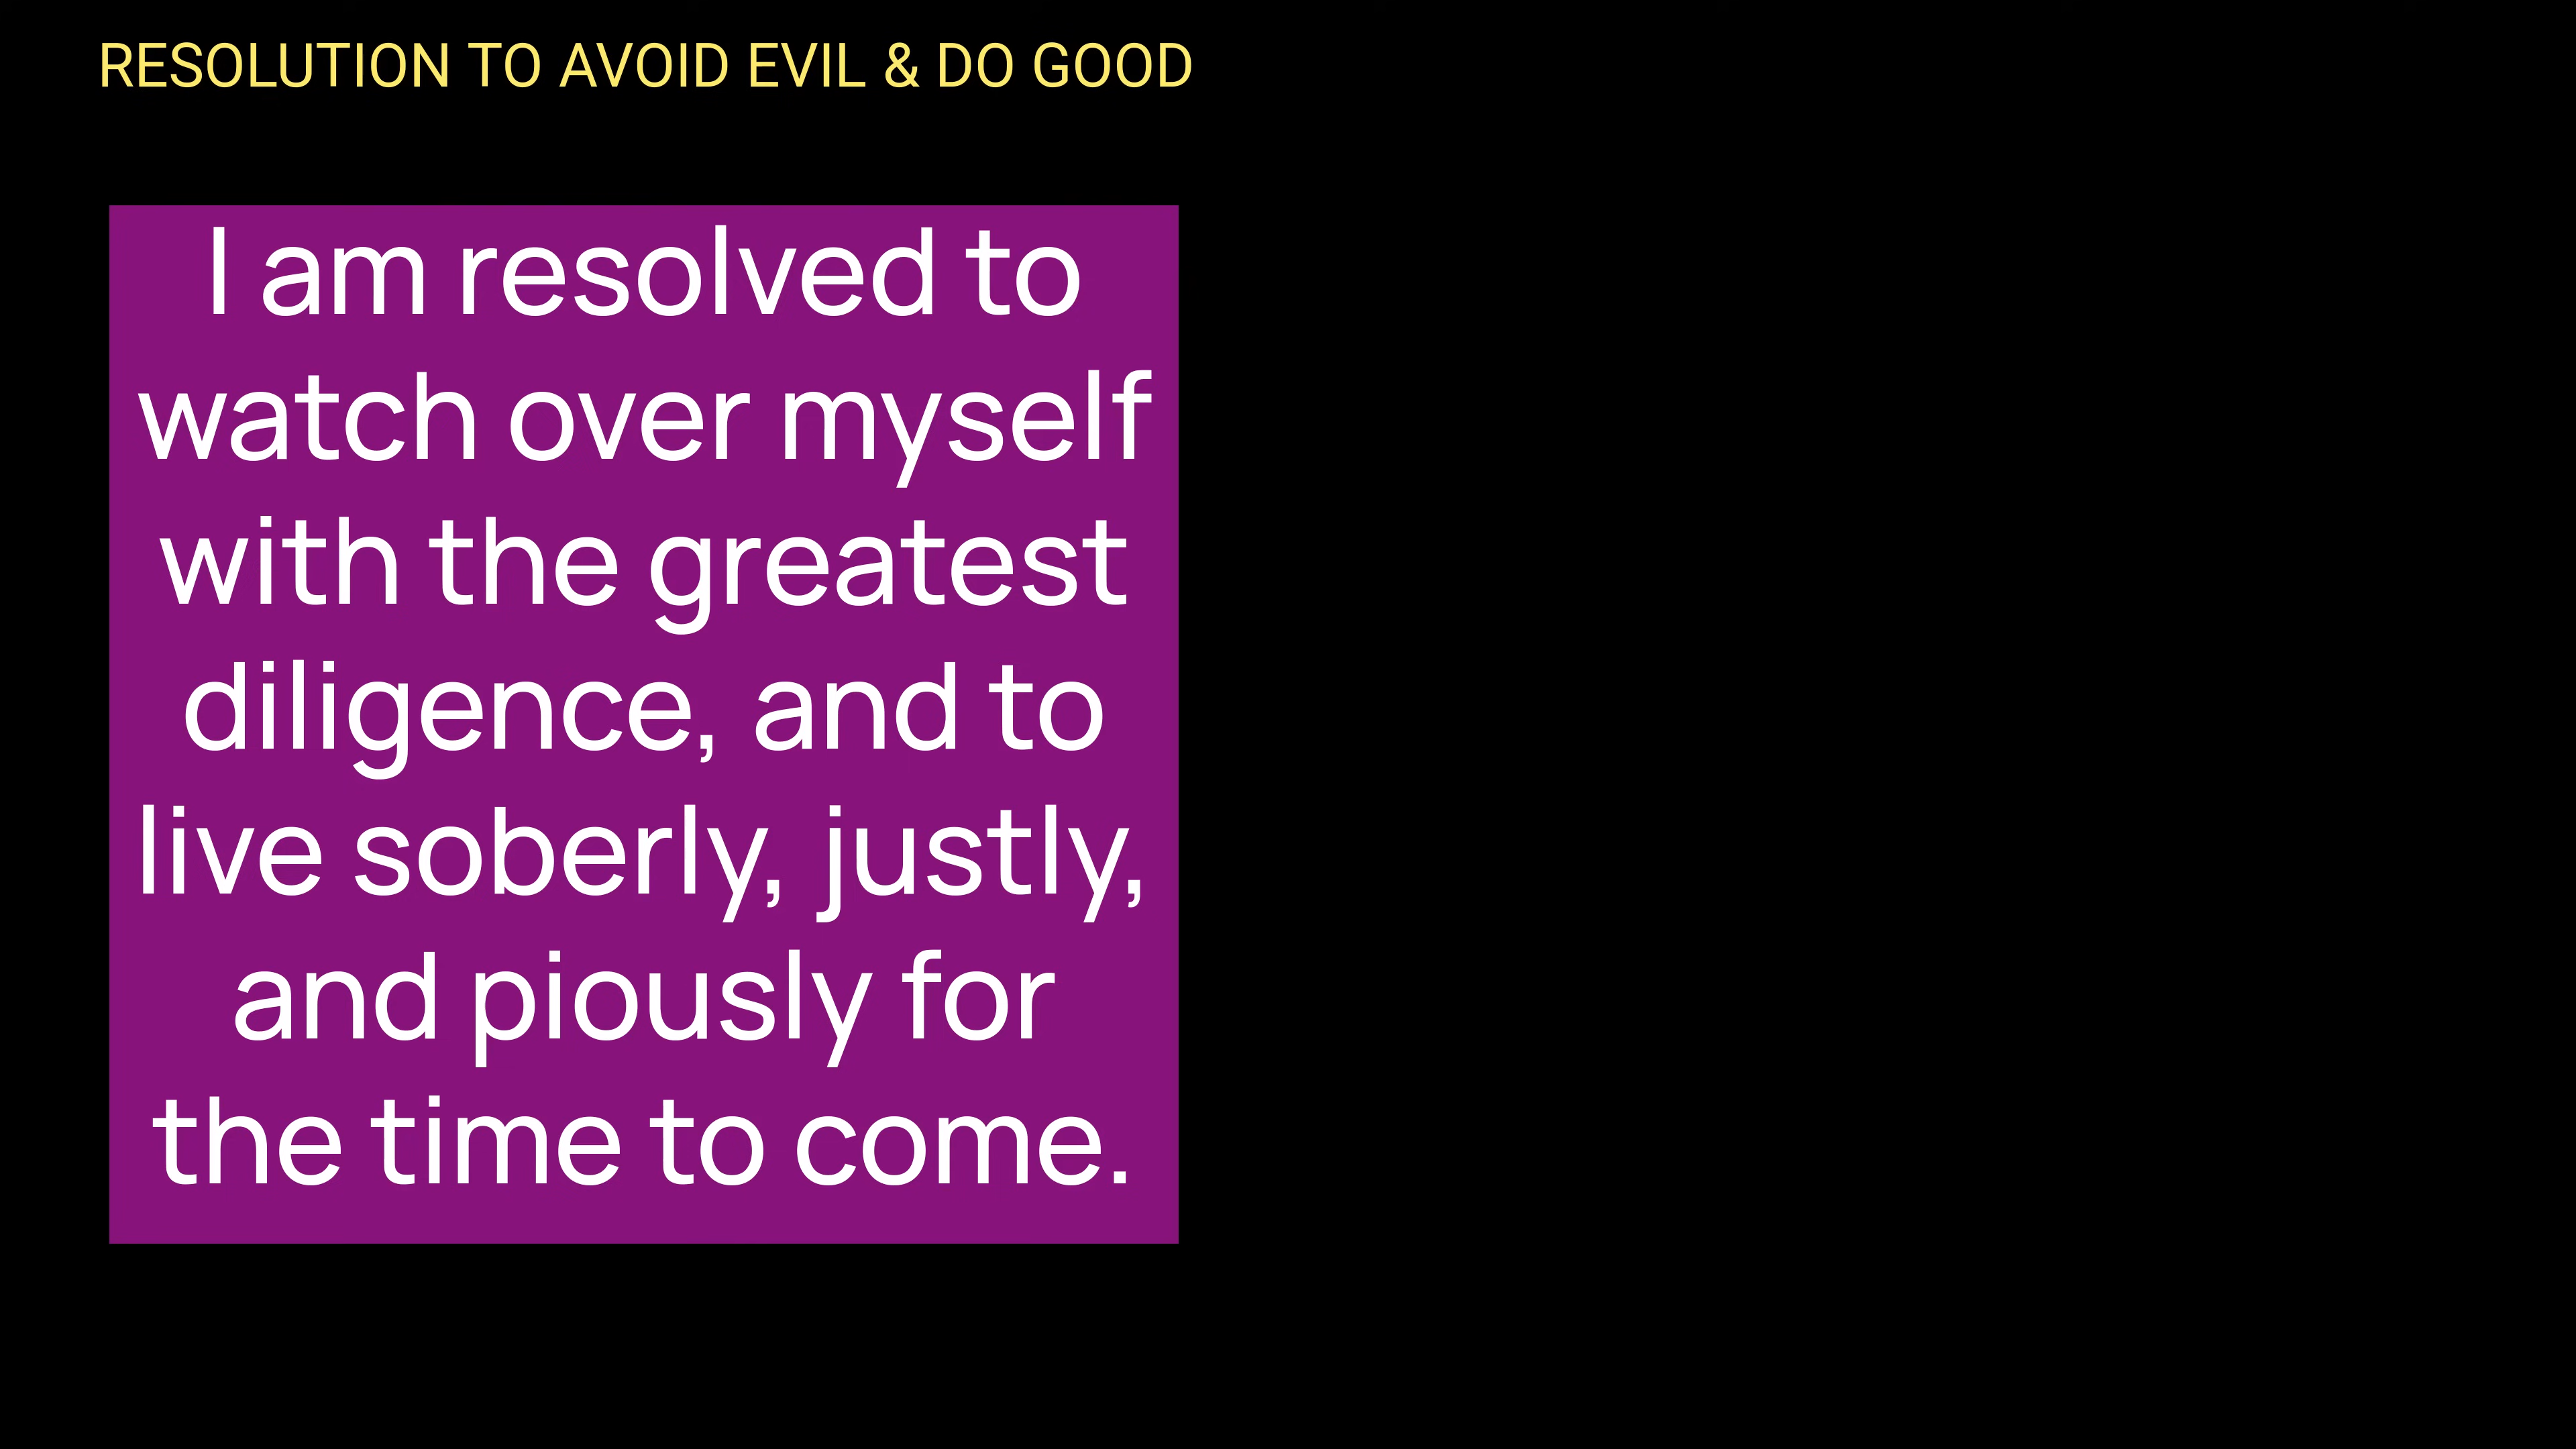 RESOLUTION TO AVOID EVIL & DO GOOD
I am resolved to
watch over myself
with the greatest
diligence, and to
live soberly, justly,
and piously for
the time to come.